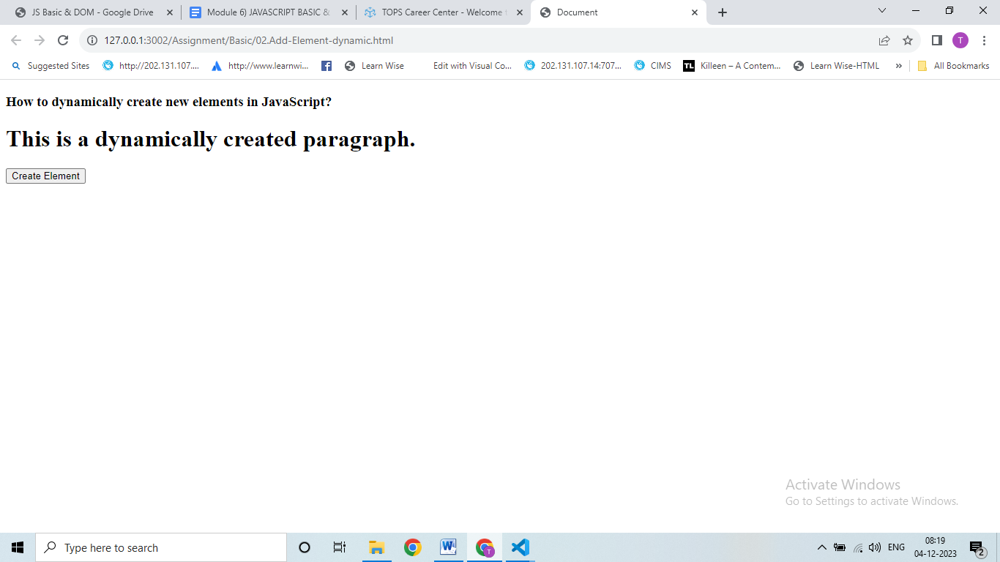 JS Basic & DOM - Google Drive
Module 6) JAVASCRIPT BASIC &
TOPS Career Center - Welcome
Document
127.0.0.1:3002/Assignment/Basic/02.Add-Element-dynamic.html
T
Suggested Sites
http://202.131.107....
http://www.learnwi...
Learn Wise
Edit with Visual Co...
202.131.107.14:707...
CIMS
TL
Killeen – A Contem...
Learn Wise-HTML
»
All Bookmarks
How to dynamically create new elements in JavaScript?
This is a dynamically created paragraph.
Create Element
Activate Windows
Go to Settings to activate Windows.
Type here to search
T
ENG
08:19
04-12-2023
2